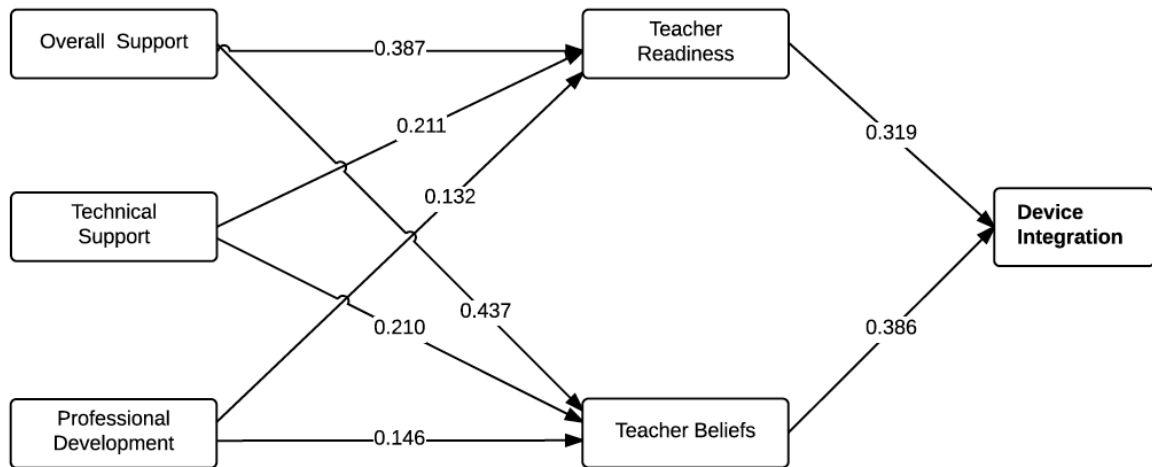 Overall Support
0.387
Teacher
Readiness
0.211
0.319
0.132
Technical
Support
Device
Integration
0.437
0.210
0.386
Professional
Development
0.146
Teacher Beliefs